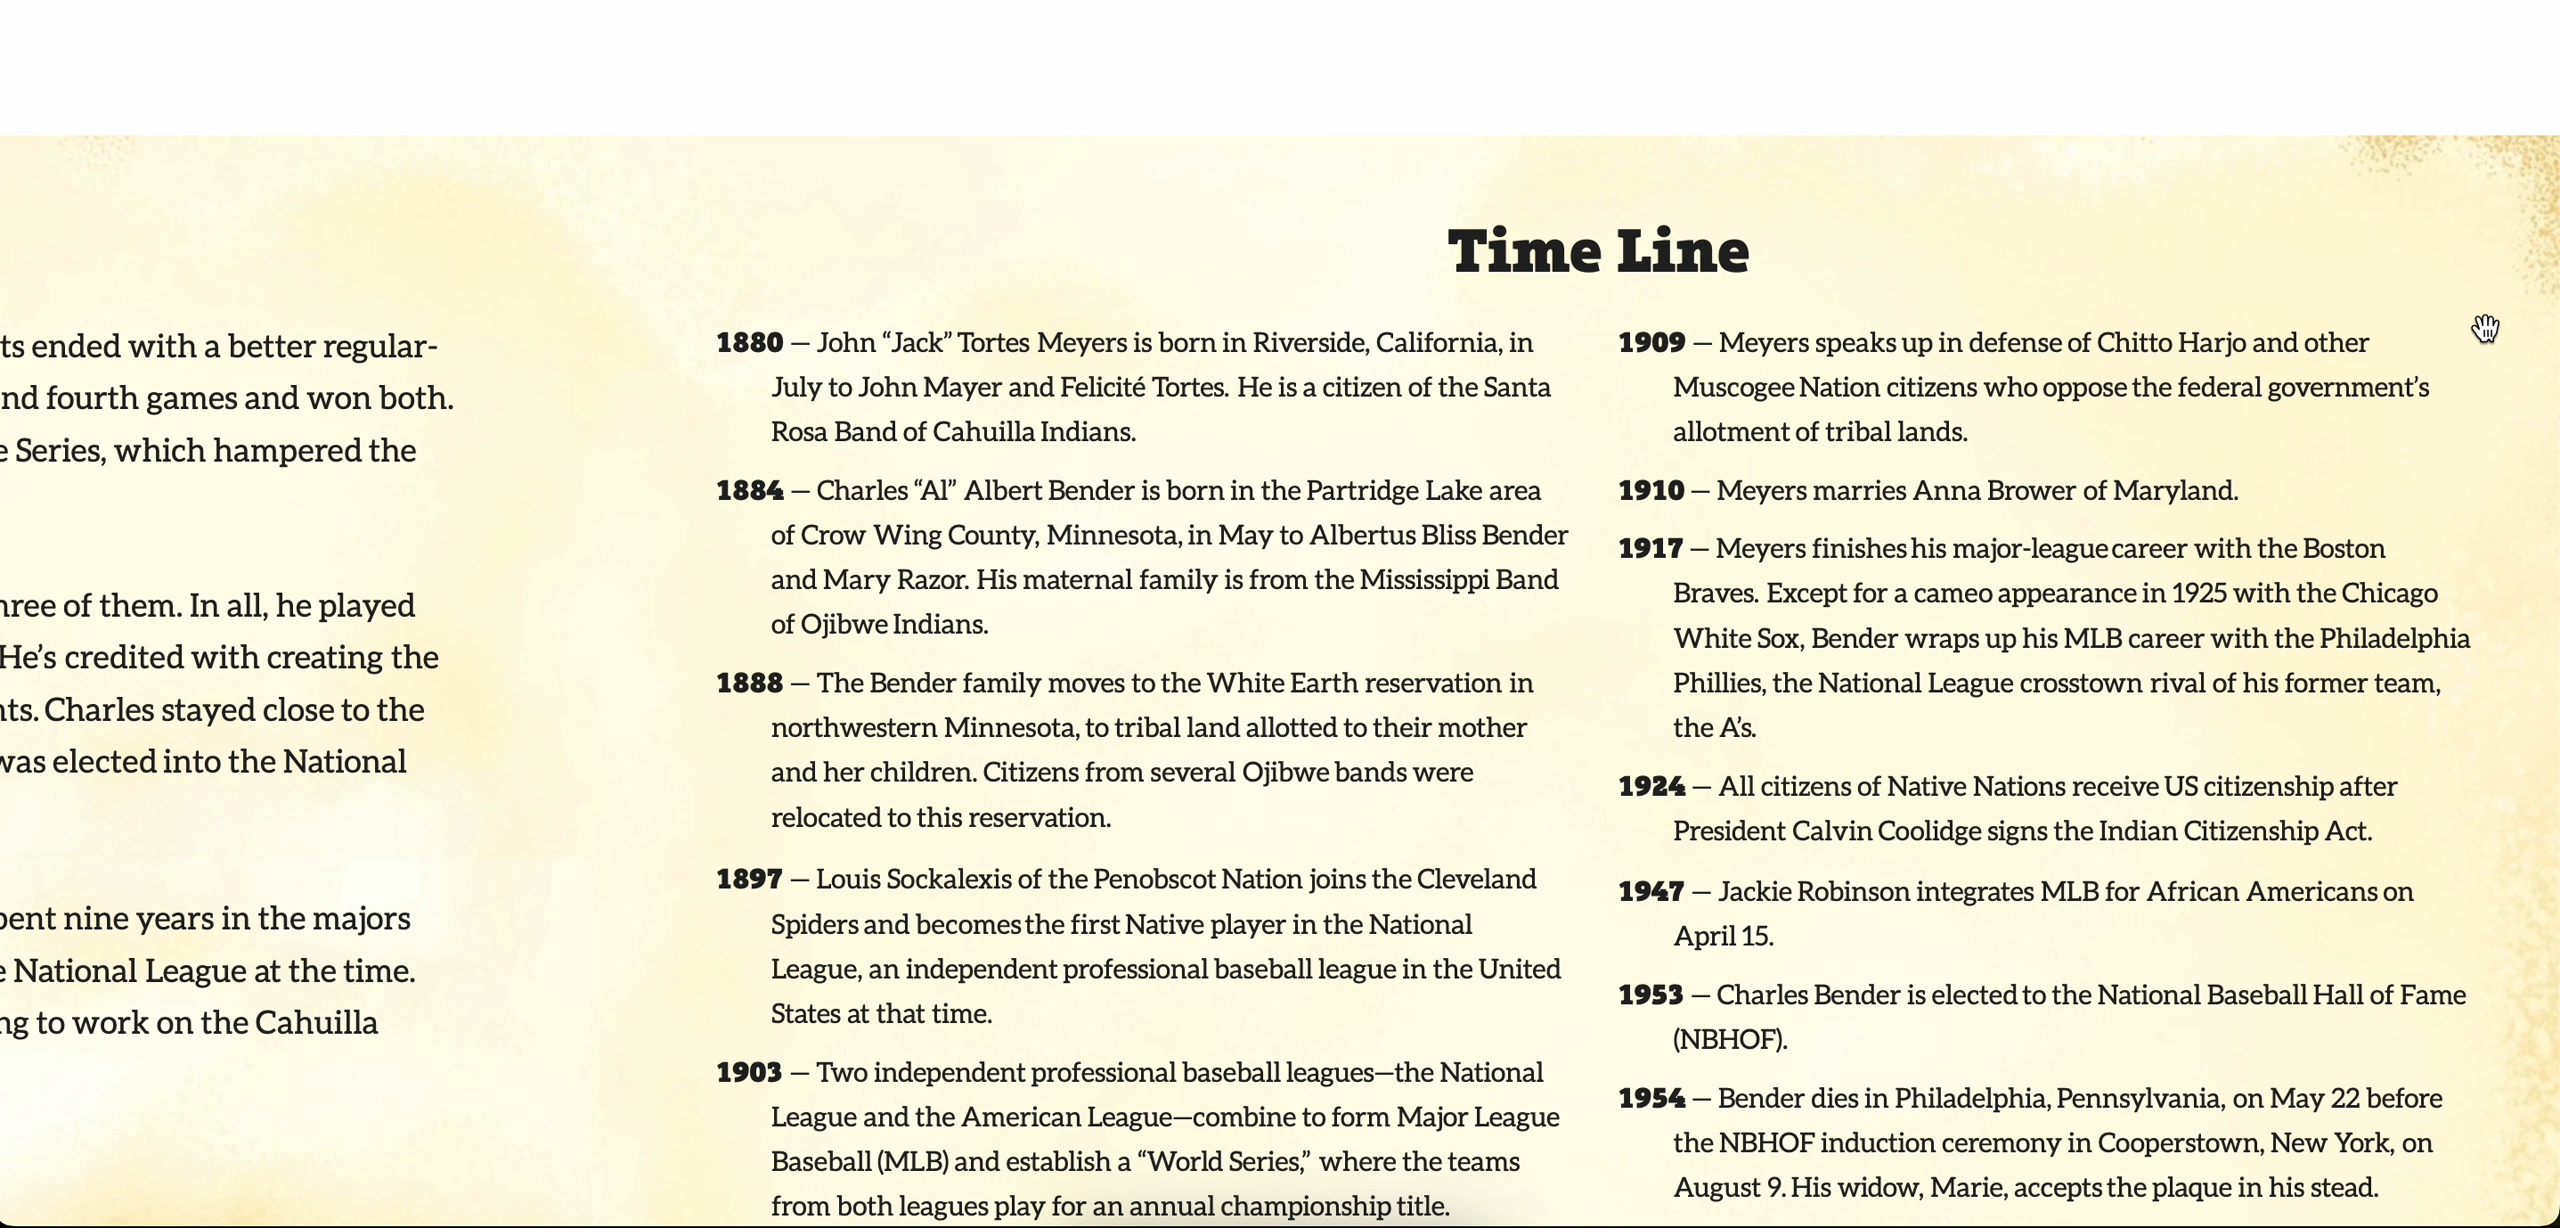 ts ended with a better regular-
nd fourth games and won both.
e Series, which hampered the
hree of them. In all, he played
He's credited with creating the
nts. Charles stayed close to the
was elected into the National
pent nine years in the majors
e National League at the time.
ng to work on the Cahuilla
Time Line
1880 — John “Jack” Tortes Meyers is born in Riverside, California, in
July to John Mayer and Felicité Tortes. He is a citizen of the Santa
Rosa Band of Cahuilla Indians.
1884 — Charles “Al” Albert Bender is born in the Partridge Lake area
of Crow Wing County, Minnesota, in May to Albertus Bliss Bender
and Mary Razor. His maternal family is from the Mississippi Band
of Ojibwe Indians.
1888 — The Bender family moves to the White Earth reservation in
northwestern Minnesota, to tribal land allotted to their mother
and her children. Citizens from several Ojibwe bands were
relocated to this reservation.
1897 — Louis Sockalexis of the Penobscot Nation joins the Cleveland
Spiders and becomes the first Native player in the National
League, an independent professional baseball league in the United
States at that time.
1903 — Two independent professional baseball leagues—the National
League and the American League—combine to form Major League
Baseball (MLB) and establish a “World Series,” where the teams
from both leagues play for an annual championship title.
1909 — Meyers speaks up in defense of Chitto Harjo and other
Muscogee Nation citizens who oppose the federal government’s
allotment of tribal lands.
1910 — Meyers marries Anna Brower of Maryland.
1917 — Meyers finishes his major-league career with the Boston
Braves. Except for a cameo appearance in 1925 with the Chicago
White Sox, Bender wraps up his MLB career with the Philadelphia
Phillies, the National League crosstown rival of his former team,
the A’s.
1924 — All citizens of Native Nations receive US citizenship after
President Calvin Coolidge signs the Indian Citizenship Act.
1947 — Jackie Robinson integrates MLB for African Americans on
April 15.
1953 — Charles Bender is elected to the National Baseball Hall of Fame
(NBHOF).
1954 — Bender dies in Philadelphia, Pennsylvania, on May 22 before
the NBHOF induction ceremony in Cooperstown, New York, on
August 9. His widow, Marie, accepts the plaque in his stead.